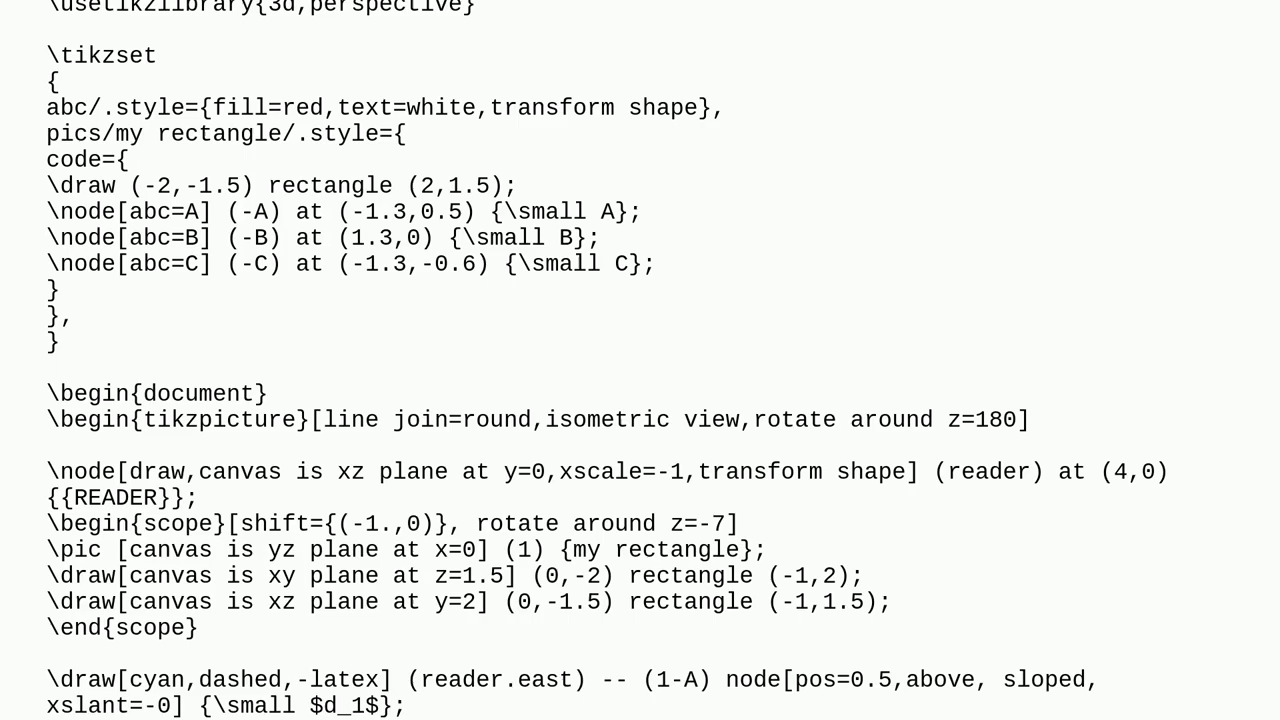 \usetikzlibrary{3d,perspective}
\tikzset
{
abc/.style={fill=red,text=white,transform shape},
pics/my rectangle/.style={
code={
\draw (-2,-1.5) rectangle (2,1.5);
\node[abc=A] (-A) at (-1.3,0.5) {\small A};
\node[abc=B] (-B) at (1.3,0) {\small B};
\node[abc=C] (-C) at (-1.3,-0.6) {\small C};
}
},
}
\begin{document}
\begin{tikzpicture}[line join=round,isometric view,rotate around z=180]
\node[draw,canvas is xz plane at y=0,xscale=-1,transform shape] (reader) at (4,0)
{{READER}};
\begin{scope}[shift={(-1.,0)}, rotate around z=-7]
\pic [canvas is yz plane at x=0] (1) {my rectangle};
\draw[canvas is xy plane at z=1.5] (0,-2) rectangle (-1,2);
\draw[canvas is xz plane at y=2] (0,-1.5) rectangle (-1,1.5);
\end{scope}
\draw[cyan,dashed,-latex] (reader.east) -- (1-A) node[pos=0.5,above, sloped,
xslant=-0] {\small $d_1$};